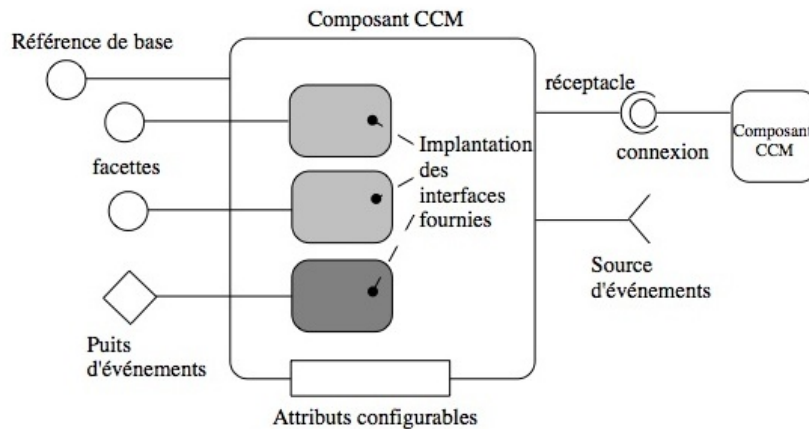 Composant CCM
Référence de base
facettes
Puits
d'événements
Implantation
des
interfaces
fournies
Attributs configurables
réceptacle
connexion
Composant
CCM
Source
d'événements